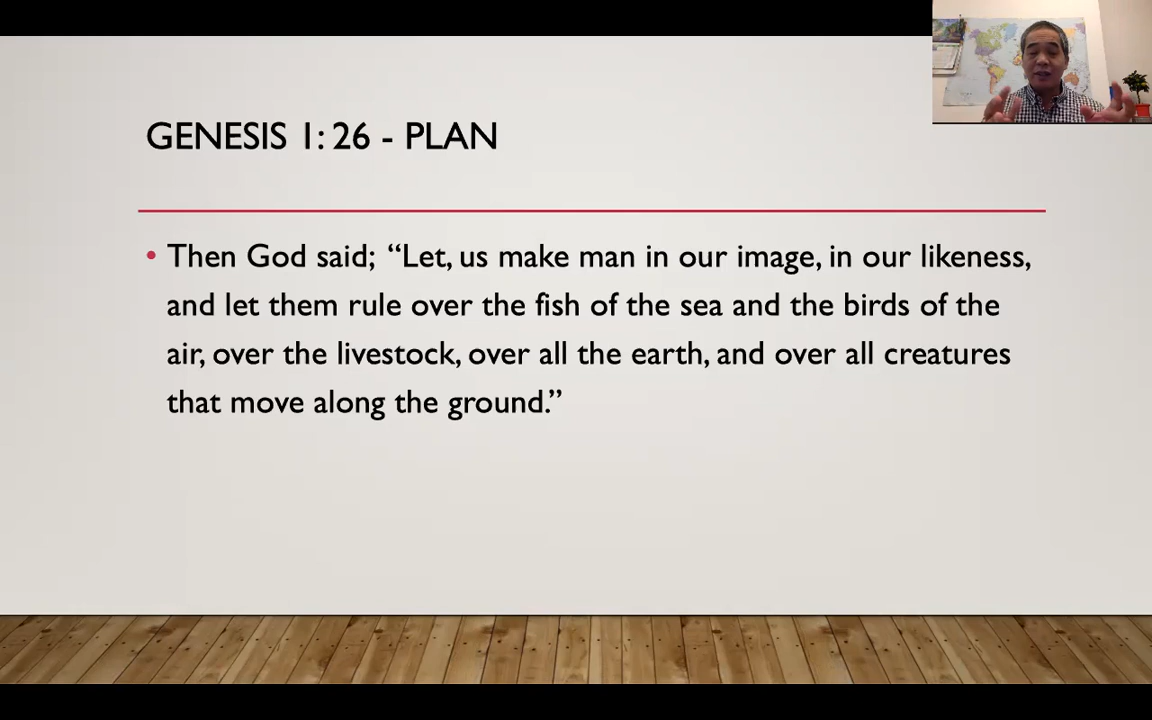 GENESIS 1: 26 - PLAN
• Then God said; “Let, us make man in our image, in our likeness,
and let them rule over the fish of the sea and the birds of the
air, over the livestock, over all the earth, and over all creatures
that move along the ground.”